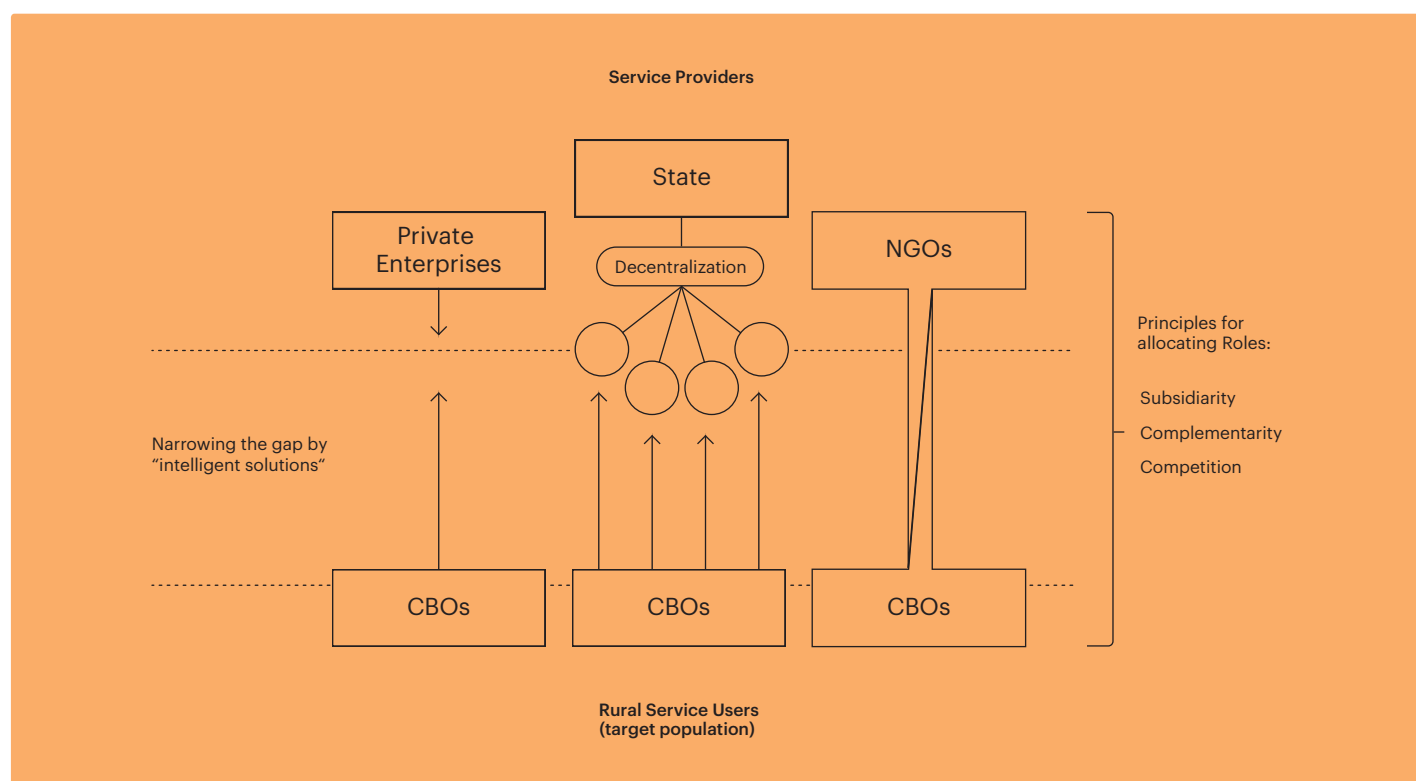 Service Providers
State
Private
Enterprises
NGOs
Decentralization
Principles for
allocating Roles:
Subsidiarity
Complementarity
Competition
Narrowing the gap by
“intelligent solutions“
CBOs
CBOs
CBOs
Rural Service Users
(target population)